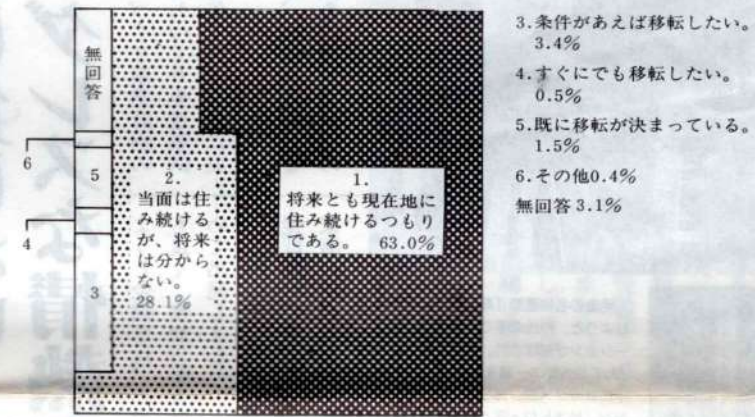 無回答
6
5
4
3
2.
当面は住
み続ける
が、将来
は分から
ない。
28.1%
1.
将来とも現在地に
住み続けるつもり
である。 63.0%
3.条件があえば移転したい。
3.4%
4.すぐにでも移転したい。
0.5%
5.既に移転が決まっている。
1.5%
6.その他0.4%
無回答3.1%